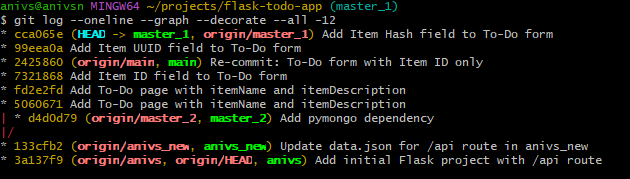 anivs@anivsn MINGW64 ~/projects/flask-todo-app (master_1)
$ git log --oneline --graph --decorate --all -12
* cca065e (HEAD -> master_1, origin/master_1) Add Item Hash field to To-Do form
* 99eea0a Add Item UUID field to To-Do form
* 2425860 (origin/main, main) Re-commit: To-Do form with Item ID only
* 7321868 Add Item ID field to To-Do form
* fd2e2fd Add To-Do page with itemName and itemDescription
* 5060671 Add To-Do page with itemName and itemDescription
| * d4d0d79 (origin/master_2, master_2) Add pymongo dependency
|/
* 133cfb2 (origin/anivs_new, anivs_new) Update data.json for /api route in anivs_new
* 3a137f9 (origin/anivs, origin/HEAD, anivs) Add initial Flask project with /api route